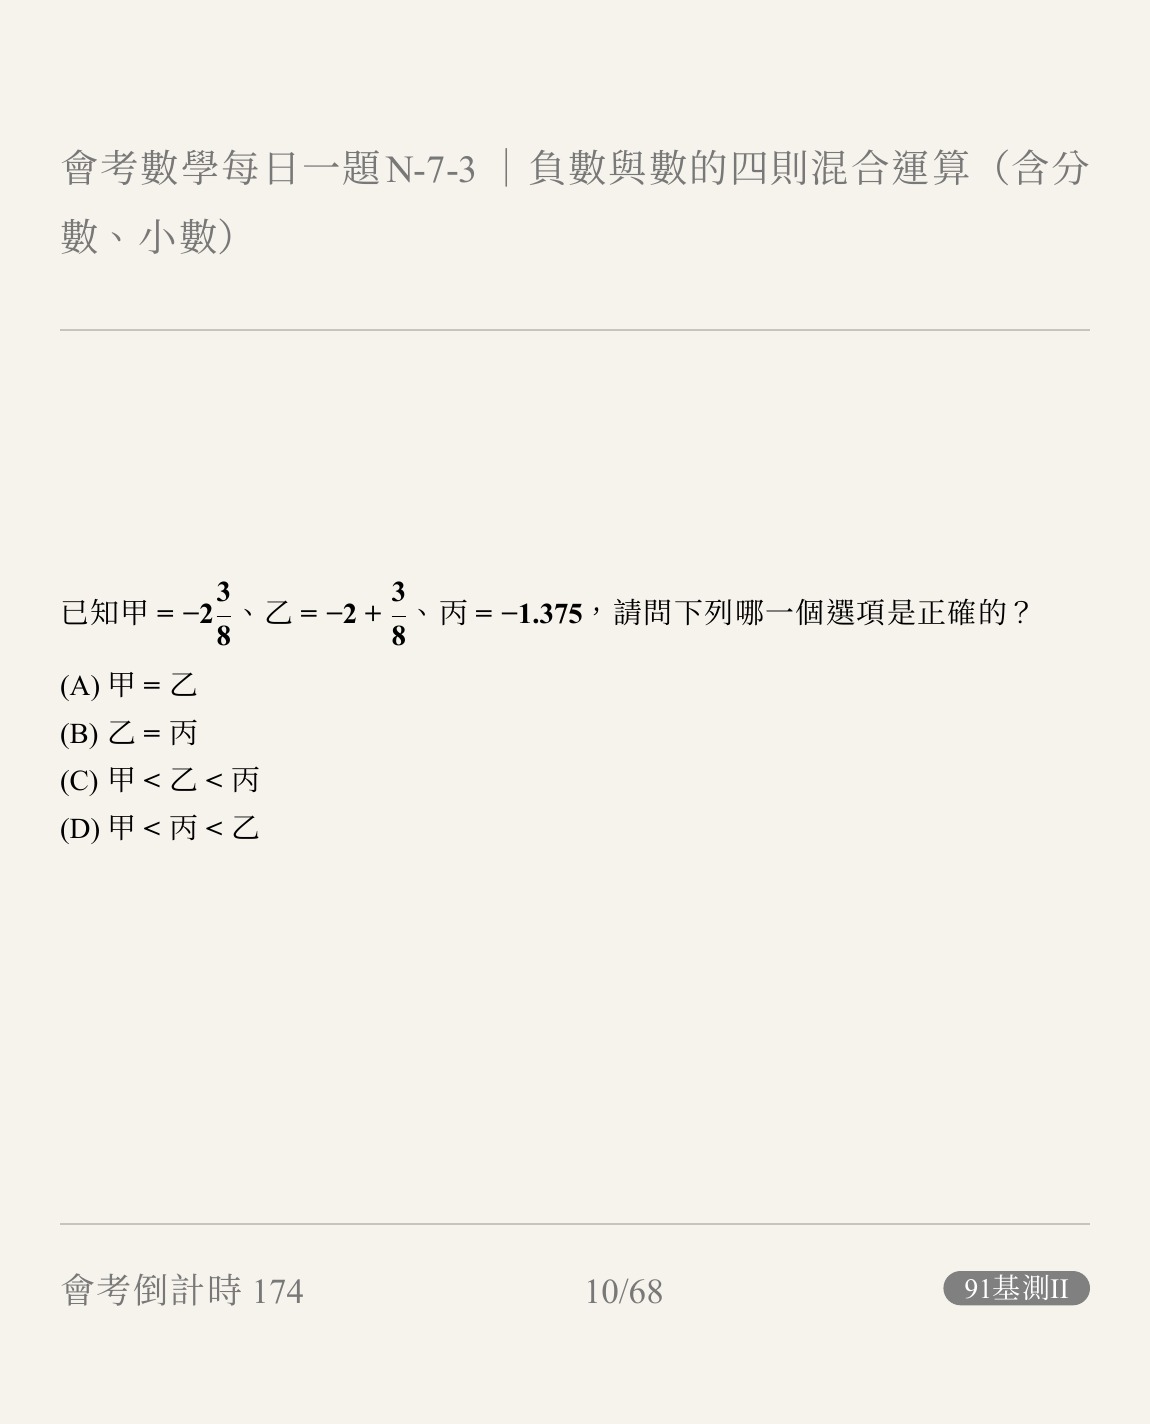 會考數學每日一題N-7-3 ｜負數與數的四則混合運算（含分
數、小數）
已知甲 = −2 3/8、乙 = −2 + 3/8、丙 = −1.375，請問下列哪一個選項是正確的？
(A) 甲 = 乙
(B) 乙 = 丙
(C) 甲 < 乙 < 丙
(D) 甲 < 丙 < 乙
會考倒計時 174
10/68
91基測II